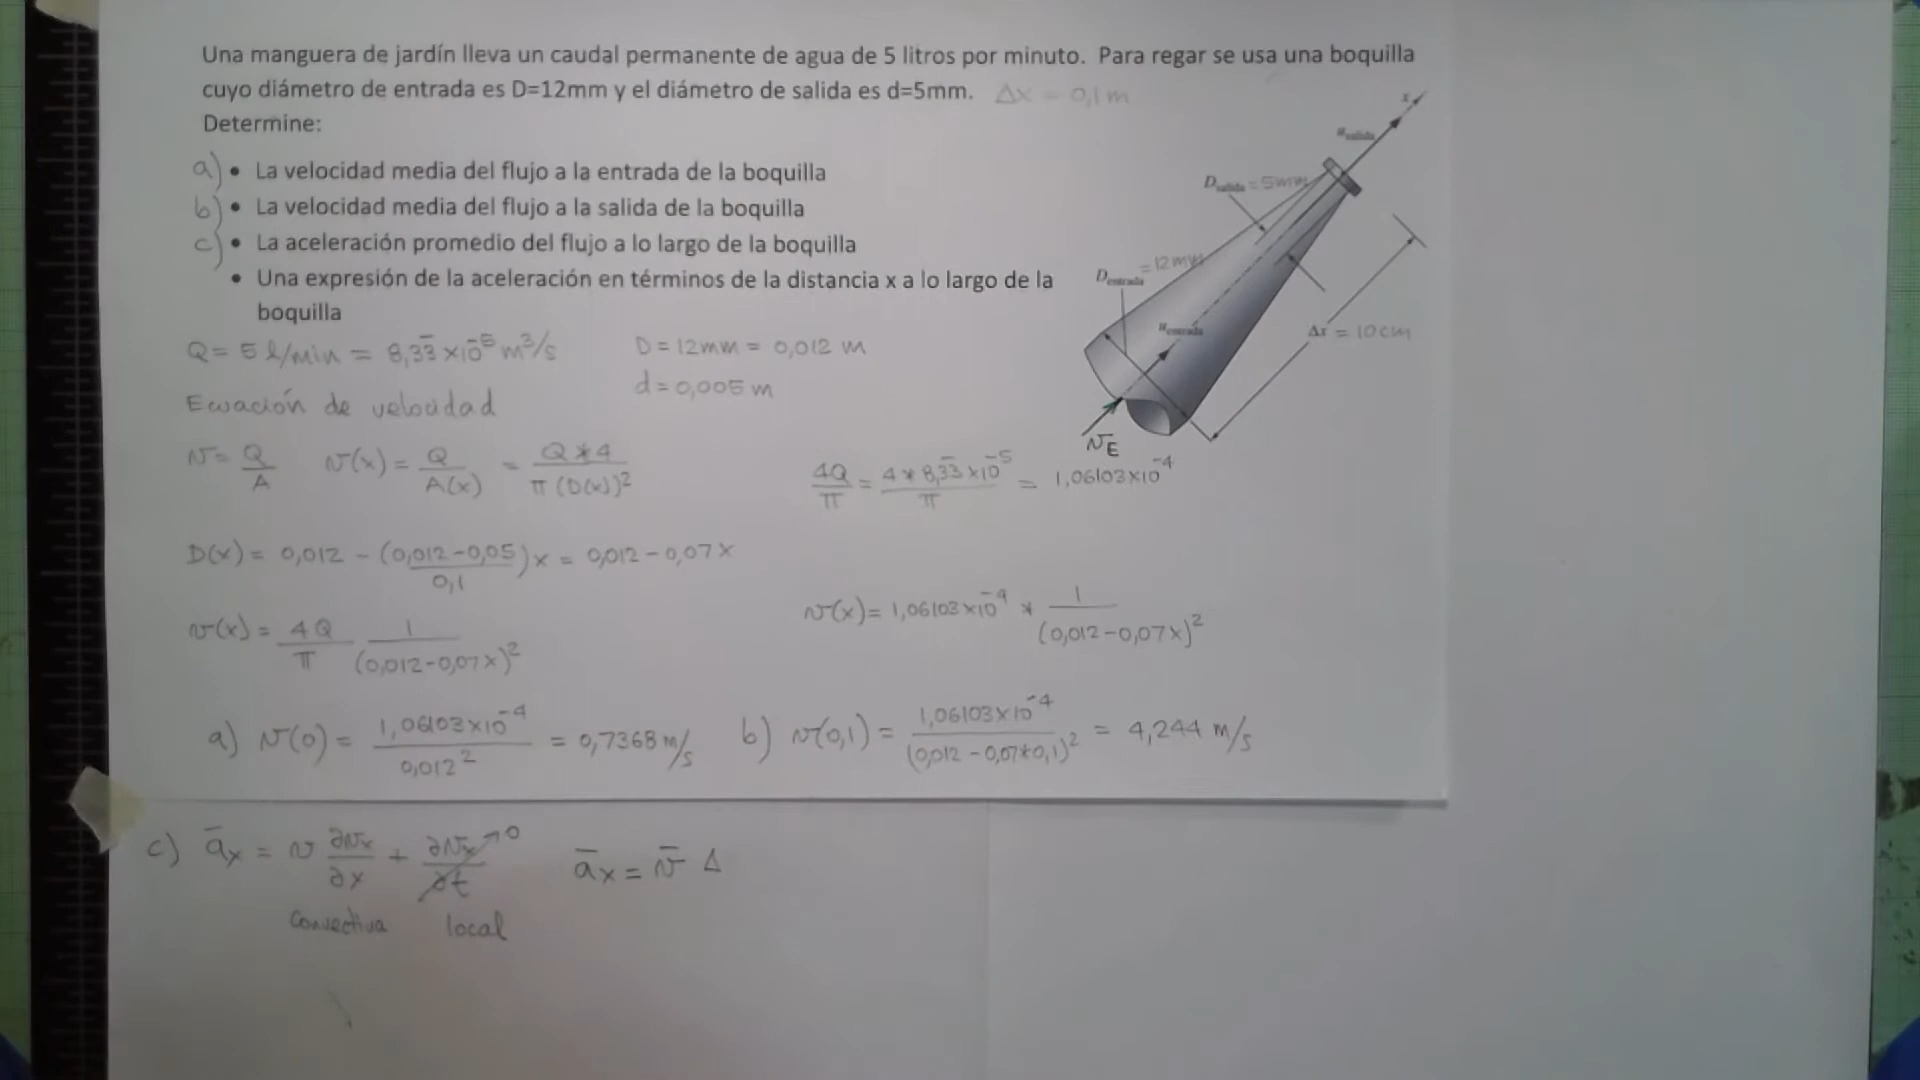 Una manguera de jardín lleva un caudal permanente de agua de 5 litros por minuto. Para regar se usa una boquilla
cuyo diámetro de entrada es D=12mm y el diámetro de salida es d=5mm. Δx = 0,1 m
Determine:
a) • La velocidad media del flujo a la entrada de la boquilla
b) • La velocidad media del flujo a la salida de la boquilla
c) • La aceleración promedio del flujo a lo largo de la boquilla
• Una expresión de la aceleración en términos de la distancia x a lo largo de la
boquilla
x
u_salida
D_salida = 5mm
D_entrada = 12mm
u_entrada
Δx = 10cm
v_E
Q = 5 l/min = 8,33̅ x10⁻⁵ m³/s D = 12mm = 0,012 m
d = 0,005 m
Ecuación de velocidad
v = Q/A v(x) = Q/A(x) = Q*4/π(D(x))² 4Q/π = 4*8,33̅x10⁻⁵/π = 1,06103x10⁻⁴
D(x) = 0,012 - (0,012-0,05/0,1)x = 0,012-0,07x
v(x) = 4Q/π 1/(0,012-0,07x)² v(x) = 1,06103x10⁻⁴ * 1/(0,012-0,07x)²
a) v(0) = 1,06103x10⁻⁴/0,012² = 0,7368 m/s b) v(0,1) = 1,06103x10⁻⁴/(0,012-0,07*0,1)² = 4,244 m/s
c) a̅x = v ∂vx/∂x + ∂vx/∂t →0 a̅x = v̅ Δ
Convectiva local